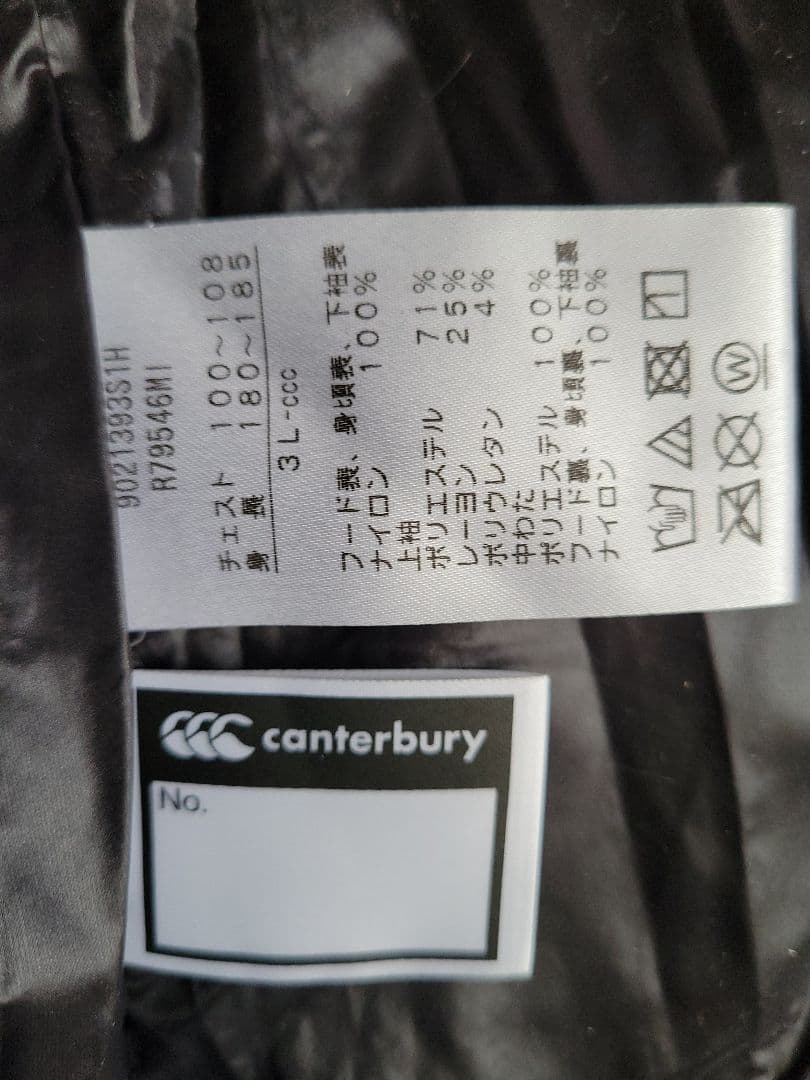 9021393S1H
R79546MI
チェスト 100～108
身長 180～185
3L-ccc
フード表、身頃表、下袖表
ナイロン 100%
上袖
ポリエステル 71%
レーヨン 25%
ポリウレタン 4%
中わた
ポリエステル 100%
フード裏、身頃裏、下袖裏
ナイロン 100%
W
canterbury
No.